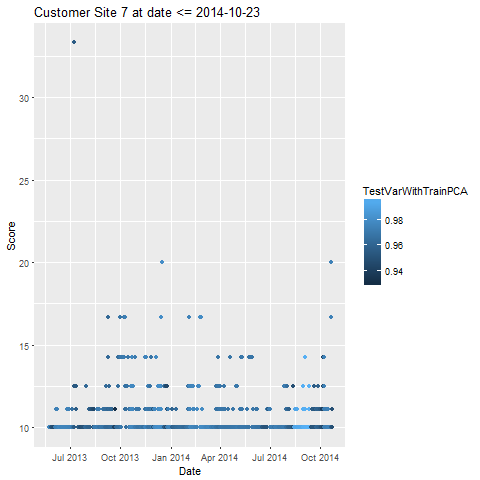 Customer Site 7 at date <= 2014-10-23
Score
30
25
20
15
10
Jul 2013
Oct 2013
Jan 2014
Apr 2014
Jul 2014
Oct 2014
Date
TestVarWithTrainPCA
0.98
0.96
0.94